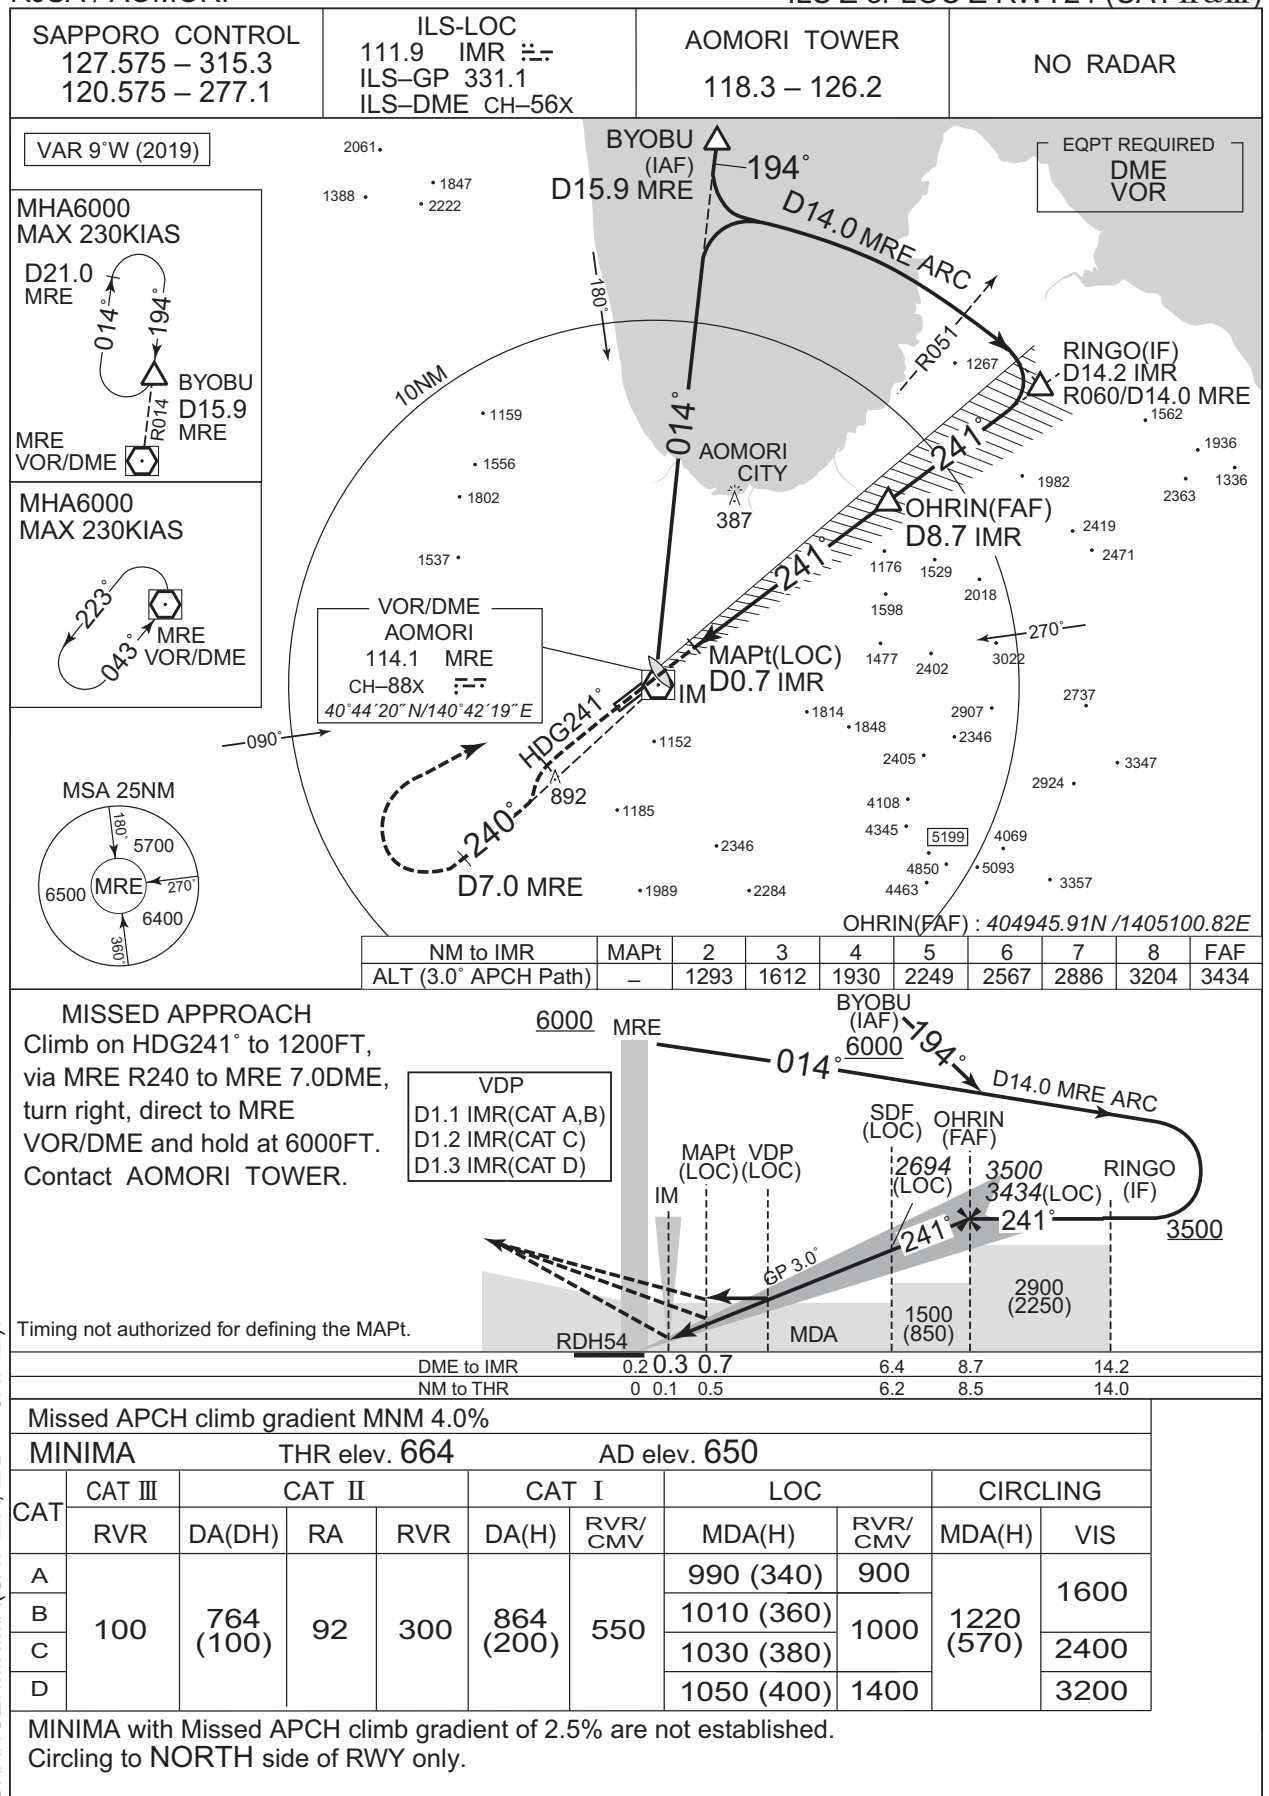 SAPPORO CONTROL
127.575 – 315.3
120.575 – 277.1
ILS-LOC
111.9 IMR
ILS–GP 331.1
ILS–DME CH–56X
AOMORI TOWER
118.3 – 126.2
NO RADAR
VAR 9°W (2019)
EQPT REQUIRED
DME
VOR
BYOBU
(IAF)
D15.9 MRE
194°
D14.0 MRE ARC
2061
1388
1847
2222
180°
MHA6000
MAX 230KIAS
D21.0
MRE
014°
194°
BYOBU
D15.9
MRE
R014
MRE
VOR/DME
MHA6000
MAX 230KIAS
223°
043°
MRE
VOR/DME
10NM
014°
R051
1267
RINGO(IF)
D14.2 IMR
R060/D14.0 MRE
1562
1936
1336
2363
1159
1556
1802
1537
AOMORI
CITY
387
241°
1982
OHRIN(FAF)
D8.7 IMR
2419
2471
241°
1176
1529
2018
1598
270°
1477
2402
3022
VOR/DME
AOMORI
114.1 MRE
CH–88X
40°44´20˝N/140°42´19˝E
MAPt(LOC)
D0.7 IMR
IM
HDG241°
090°
1814
1848
2907
2346
2737
1152
2405
3347
2924
892
1185
4108
4345
5199
4069
240°
2346
4850
5093
4463
3357
D7.0 MRE
1989
2284
MSA 25NM
180°
5700
MRE
270°
6500
6400
360°
OHRIN(FAF) : 404945.91N /1405100.82E
NM to IMR MAPt 2 3 4 5 6 7 8 FAF
ALT (3.0° APCH Path) – 1293 1612 1930 2249 2567 2886 3204 3434
MISSED APPROACH
Climb on HDG241° to 1200FT,
via MRE R240 to MRE 7.0DME,
turn right, direct to MRE
VOR/DME and hold at 6000FT.
Contact AOMORI TOWER.
6000 MRE
BYOBU
(IAF)
6000
194°
014°
D14.0 MRE ARC
VDP
D1.1 IMR(CAT A,B)
D1.2 IMR(CAT C)
D1.3 IMR(CAT D)
SDF
(LOC)
OHRIN
(FAF)
MAPt
(LOC)
VDP
(LOC)
2694
(LOC)
3500
3434(LOC)
RINGO
(IF)
IM
241°
241°
3500
GP 3.0°
2900
(2250)
1500
(850)
MDA
Timing not authorized for defining the MAPt.
RDH54
DME to IMR 0.2 0.3 0.7 6.4 8.7 14.2
NM to THR 0 0.1 0.5 6.2 8.5 14.0
Missed APCH climb gradient MNM 4.0%
MINIMA THR elev. 664 AD elev. 650
CAT CAT Ⅲ CAT Ⅱ CAT Ⅰ LOC CIRCLING
RVR DA(DH) RA RVR DA(H) RVR/CMV MDA(H) RVR/CMV MDA(H) VIS
A 990 (340) 900
B 1010 (360) 1600
100 764 (100) 92 300 864 (200) 550 1000 1220 (570)
C 1030 (380) 2400
D 1050 (400) 1400 3200
MINIMA with Missed APCH climb gradient of 2.5% are not established.
Circling to NORTH side of RWY only.